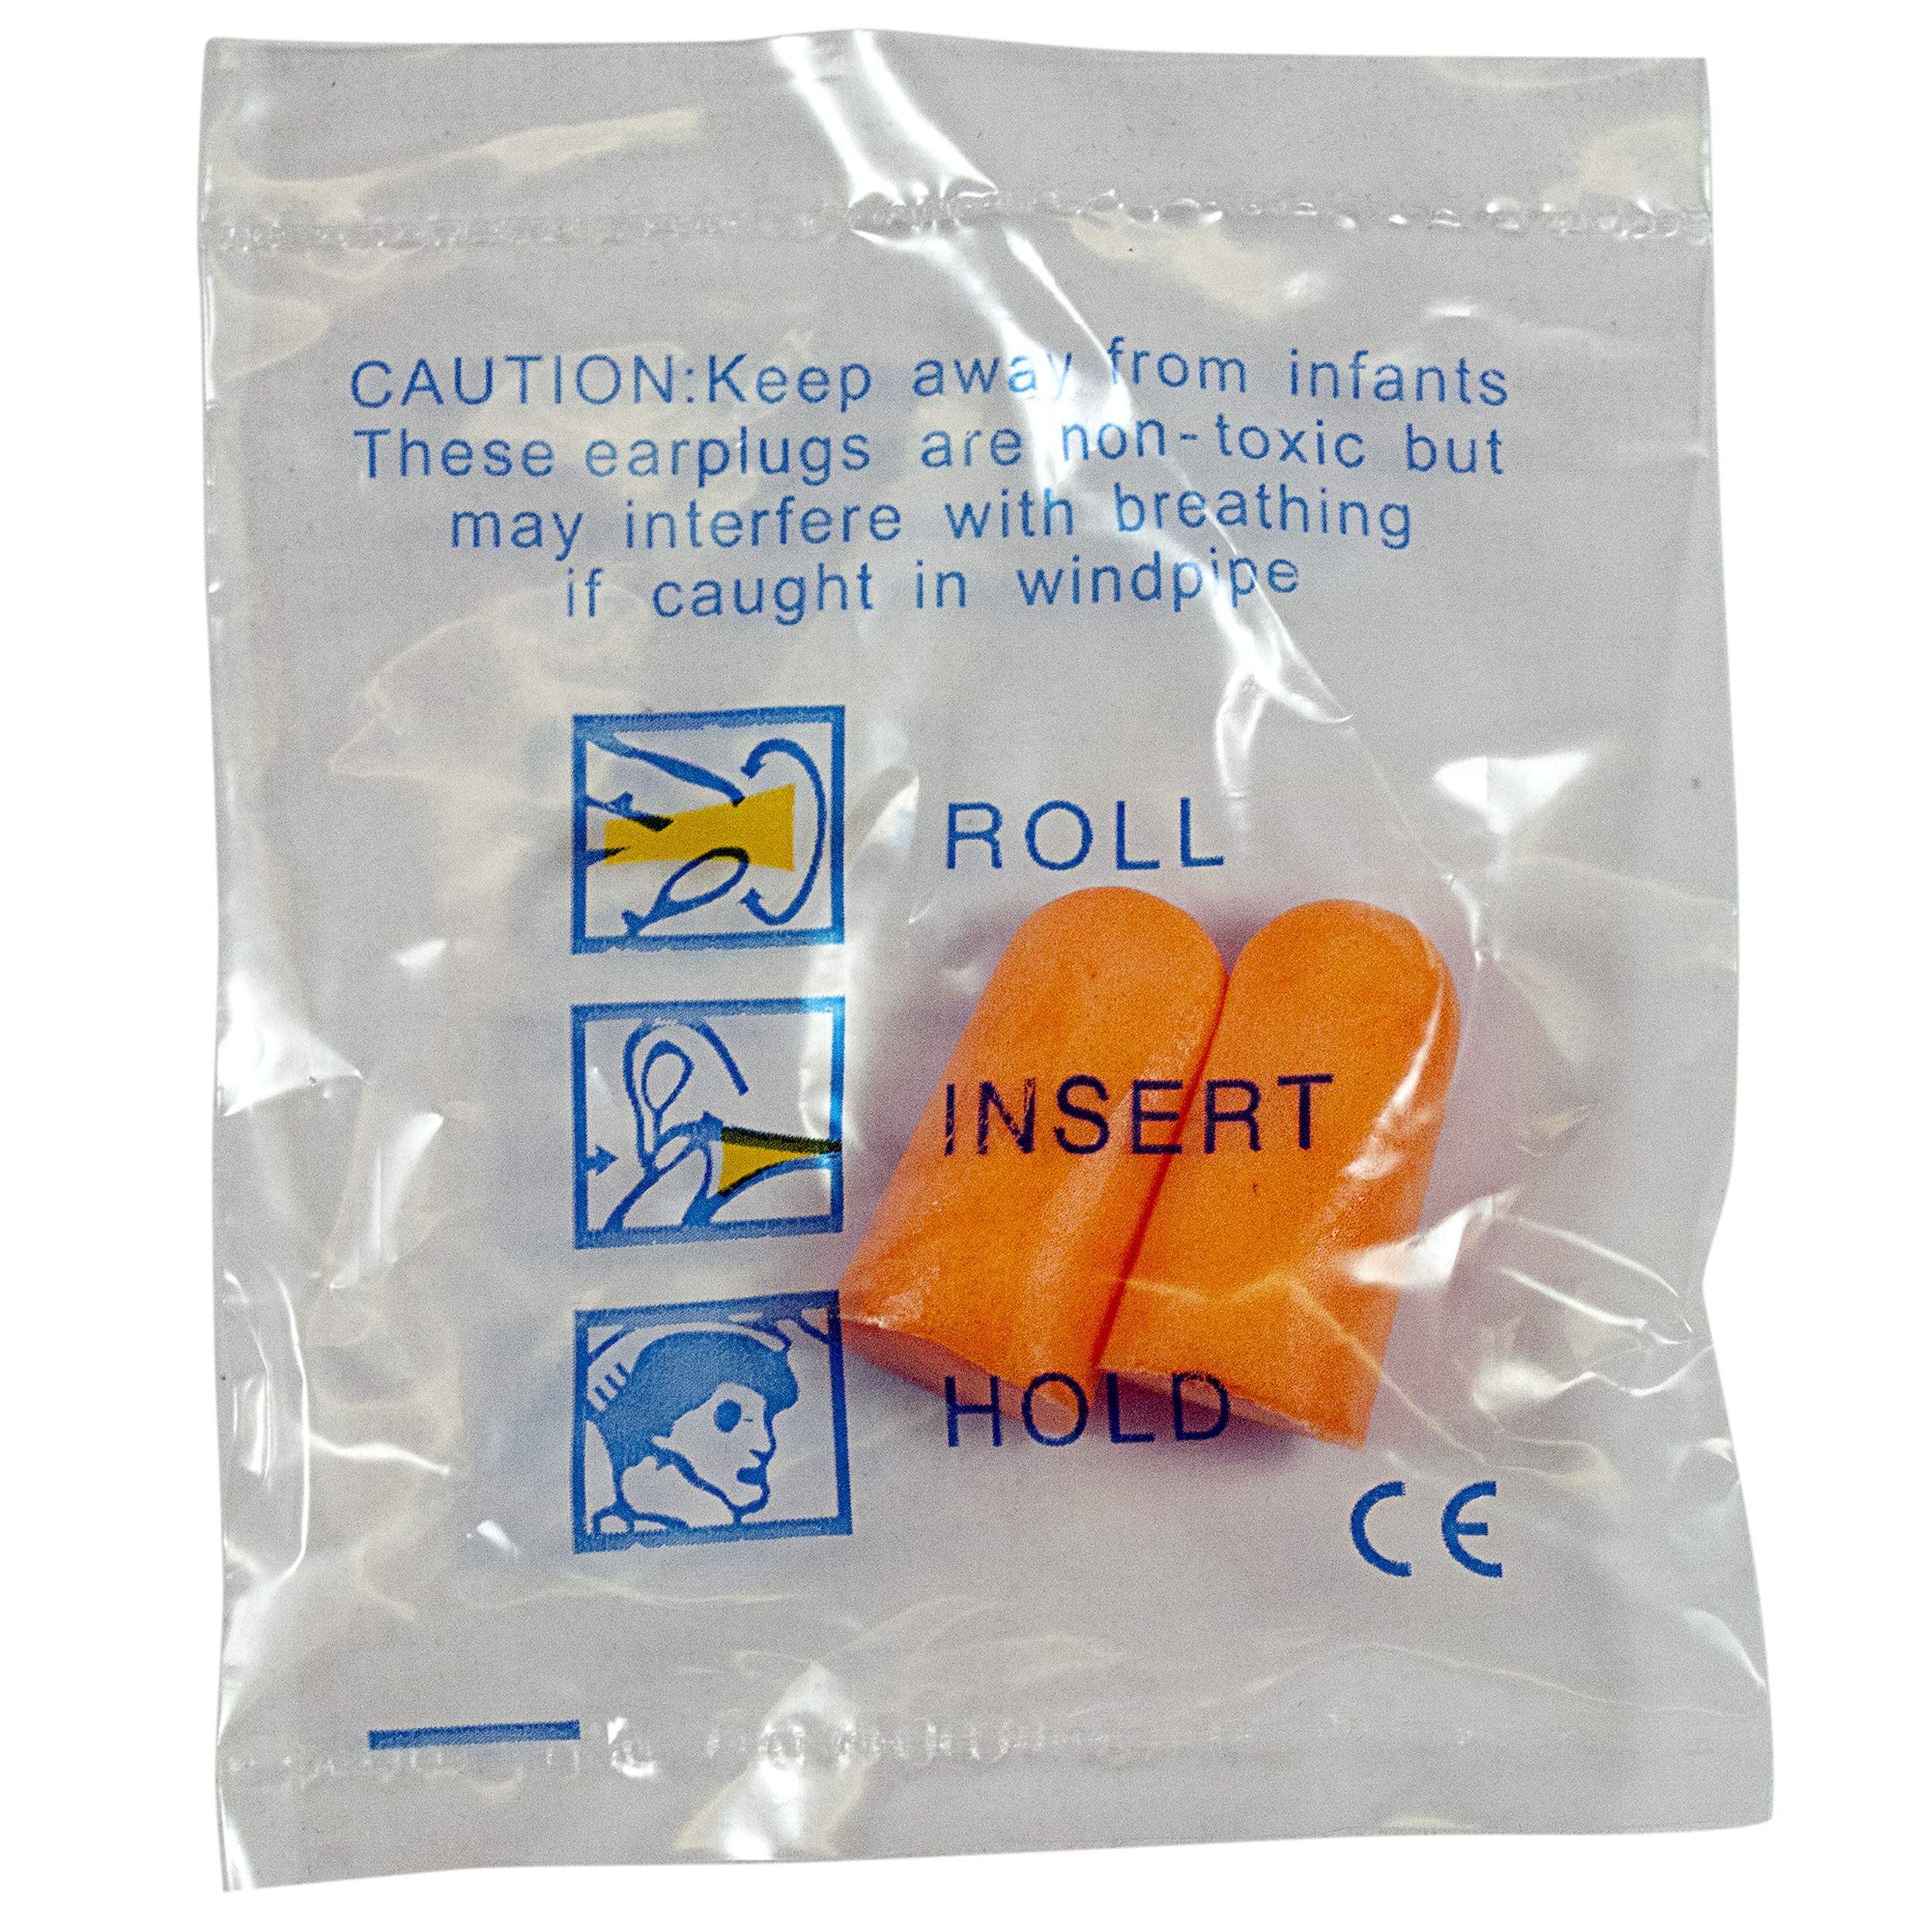 CAUTION:Keep away from infants
These earplugs are non-toxic but
may interfere with breathing
if caught in windpipe
ROLL
INSERT
HOLD
CE